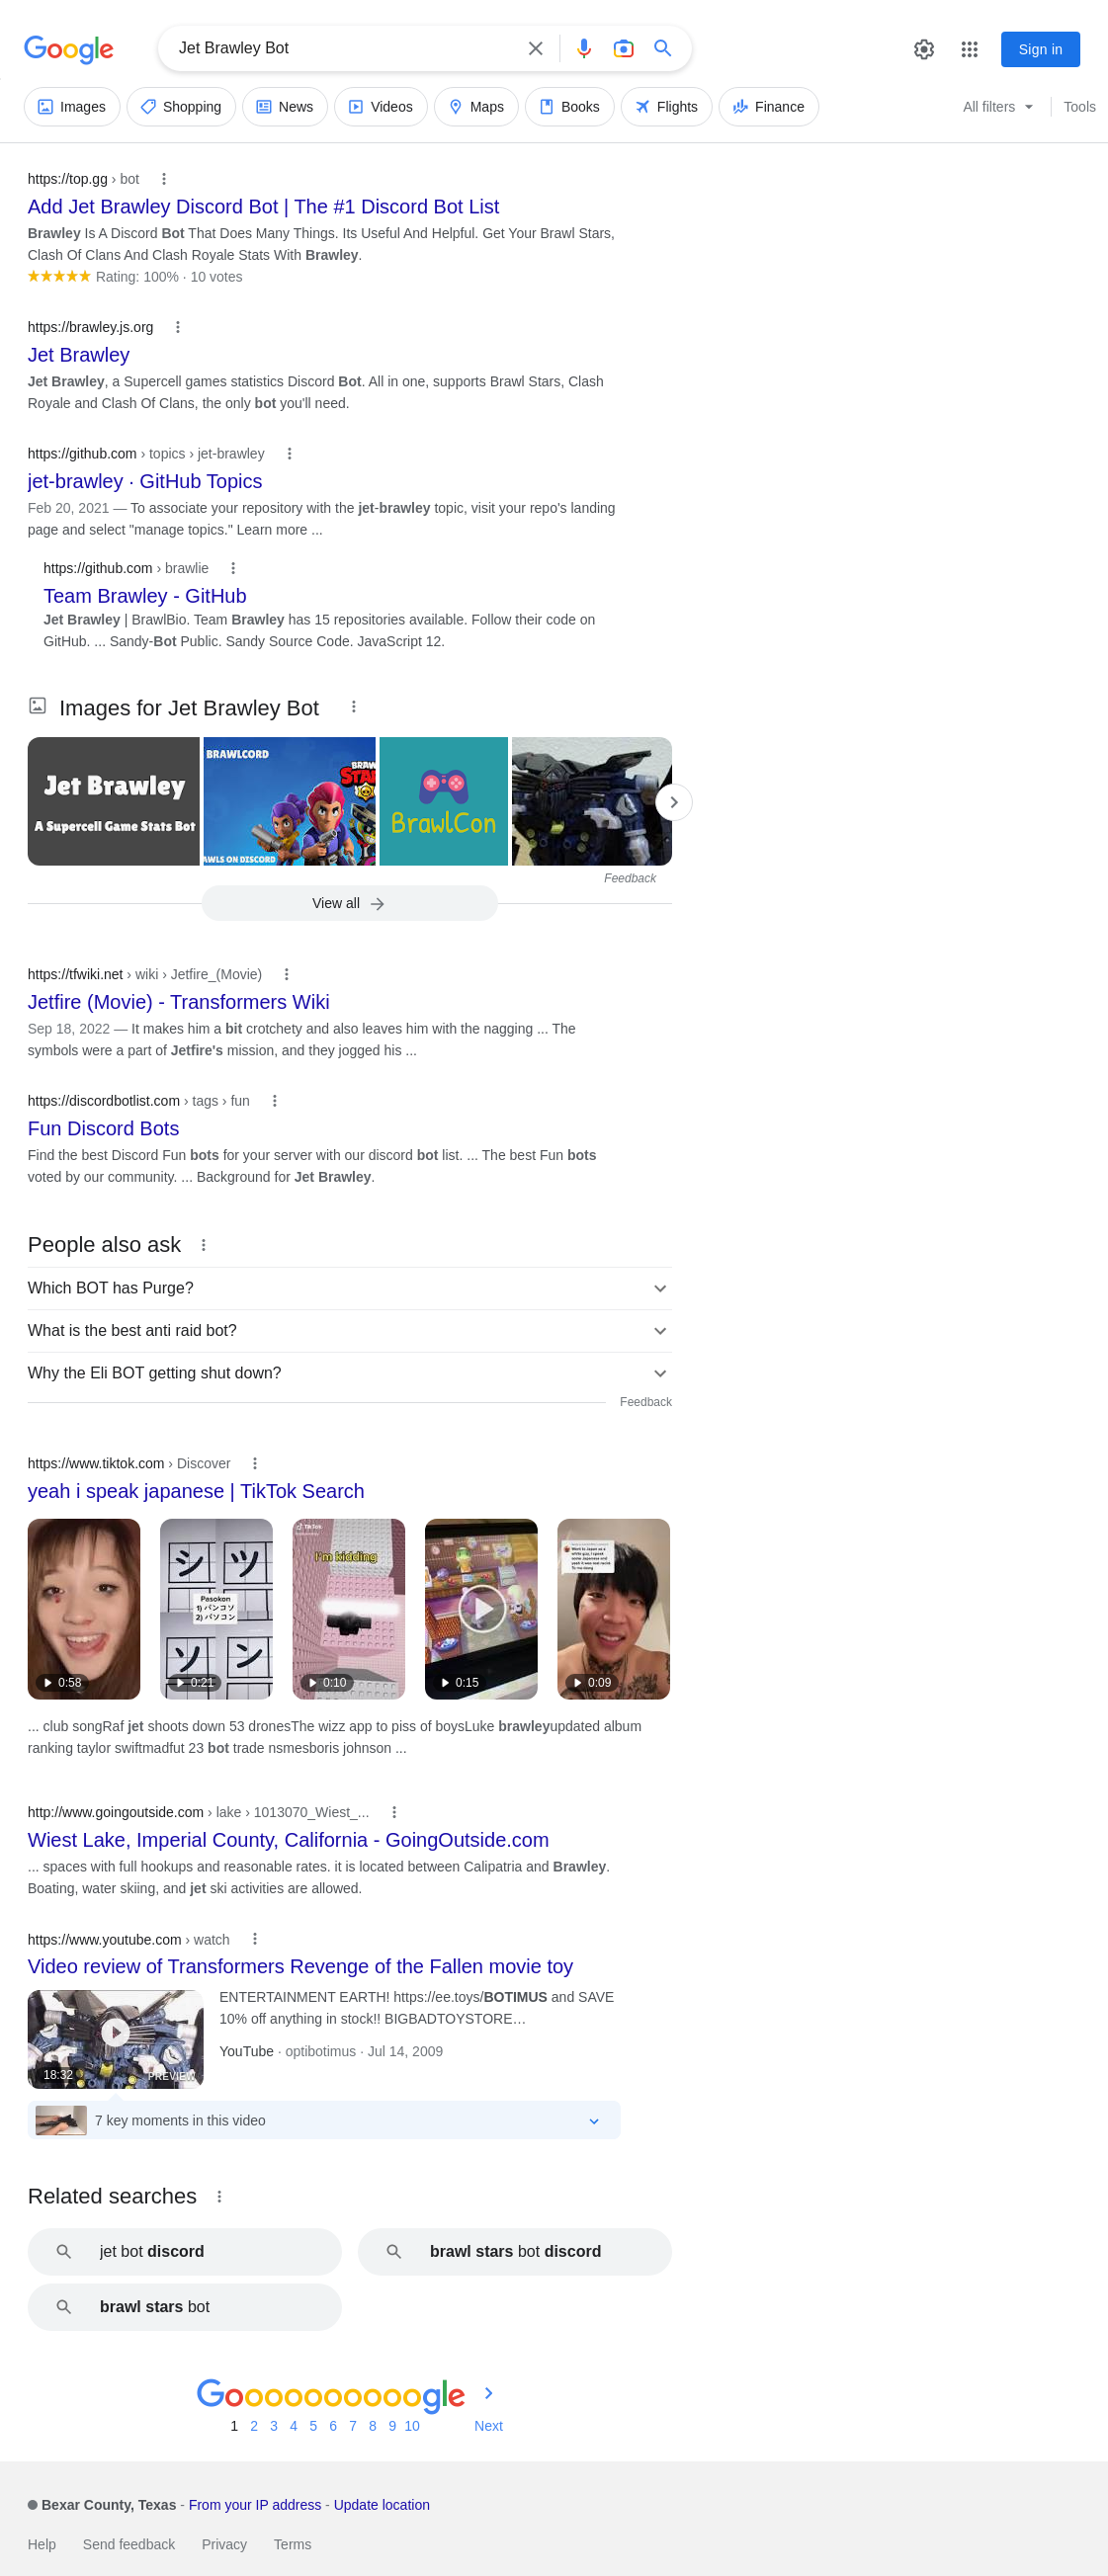 Google
Jet Brawley Bot
Sign in
Images
Shopping
News
Videos
Maps
Books
Flights
Finance
All filters
Tools
https://top.gg › bot
Add Jet Brawley Discord Bot | The #1 Discord Bot List
Brawley Is A Discord Bot That Does Many Things. Its Useful And Helpful. Get Your Brawl Stars,
Clash Of Clans And Clash Royale Stats With Brawley.
Rating: 100% · 10 votes
https://brawley.js.org
Jet Brawley
Jet Brawley, a Supercell games statistics Discord Bot. All in one, supports Brawl Stars, Clash
Royale and Clash Of Clans, the only bot you'll need.
https://github.com › topics › jet-brawley
jet-brawley · GitHub Topics
Feb 20, 2021 — To associate your repository with the jet-brawley topic, visit your repo's landing
page and select "manage topics." Learn more ...
https://github.com › brawlie
Team Brawley - GitHub
Jet Brawley | BrawlBio. Team Brawley has 15 repositories available. Follow their code on
GitHub. ... Sandy-Bot Public. Sandy Source Code. JavaScript 12.
Images for Jet Brawley Bot
Jet Brawley
A Supercell Game Stats Bot
BRAWLCORD
BRAW
STA
AWLS ON DISCORD
BrawlCon
Feedback
View all
https://tfwiki.net › wiki › Jetfire_(Movie)
Jetfire (Movie) - Transformers Wiki
Sep 18, 2022 — It makes him a bit crotchety and also leaves him with the nagging ... The
symbols were a part of Jetfire's mission, and they jogged his ...
https://discordbotlist.com › tags › fun
Fun Discord Bots
Find the best Discord Fun bots for your server with our discord bot list. ... The best Fun bots
voted by our community. ... Background for Jet Brawley.
People also ask
Which BOT has Purge?
What is the best anti raid bot?
Why the Eli BOT getting shut down?
Feedback
https://www.tiktok.com › Discover
yeah i speak japanese | TikTok Search
シ ツ
Pasokon
1) パンコソ
2) パソコン
ソ ン
TikTok
I'm kidding
0:58
0:21
0:10
0:15
0:09
... club songRaf jet shoots down 53 dronesThe wizz app to piss of boysLuke brawleyupdated album
ranking taylor swiftmadfut 23 bot trade nsmesboris johnson ...
http://www.goingoutside.com › lake › 1013070_Wiest_...
Wiest Lake, Imperial County, California - GoingOutside.com
... spaces with full hookups and reasonable rates. it is located between Calipatria and Brawley.
Boating, water skiing, and jet ski activities are allowed.
https://www.youtube.com › watch
Video review of Transformers Revenge of the Fallen movie toy
ENTERTAINMENT EARTH! https://ee.toys/BOTIMUS and SAVE
10% off anything in stock!! BIGBADTOYSTORE...
YouTube · optibotimus · Jul 14, 2009
18:32
PREVIEW
7 key moments in this video
Related searches
jet bot discord
brawl stars bot discord
brawl stars bot
Goooooooooogle
1 2 3 4 5 6 7 8 9 10 Next
Bexar County, Texas - From your IP address - Update location
Help
Send feedback
Privacy
Terms